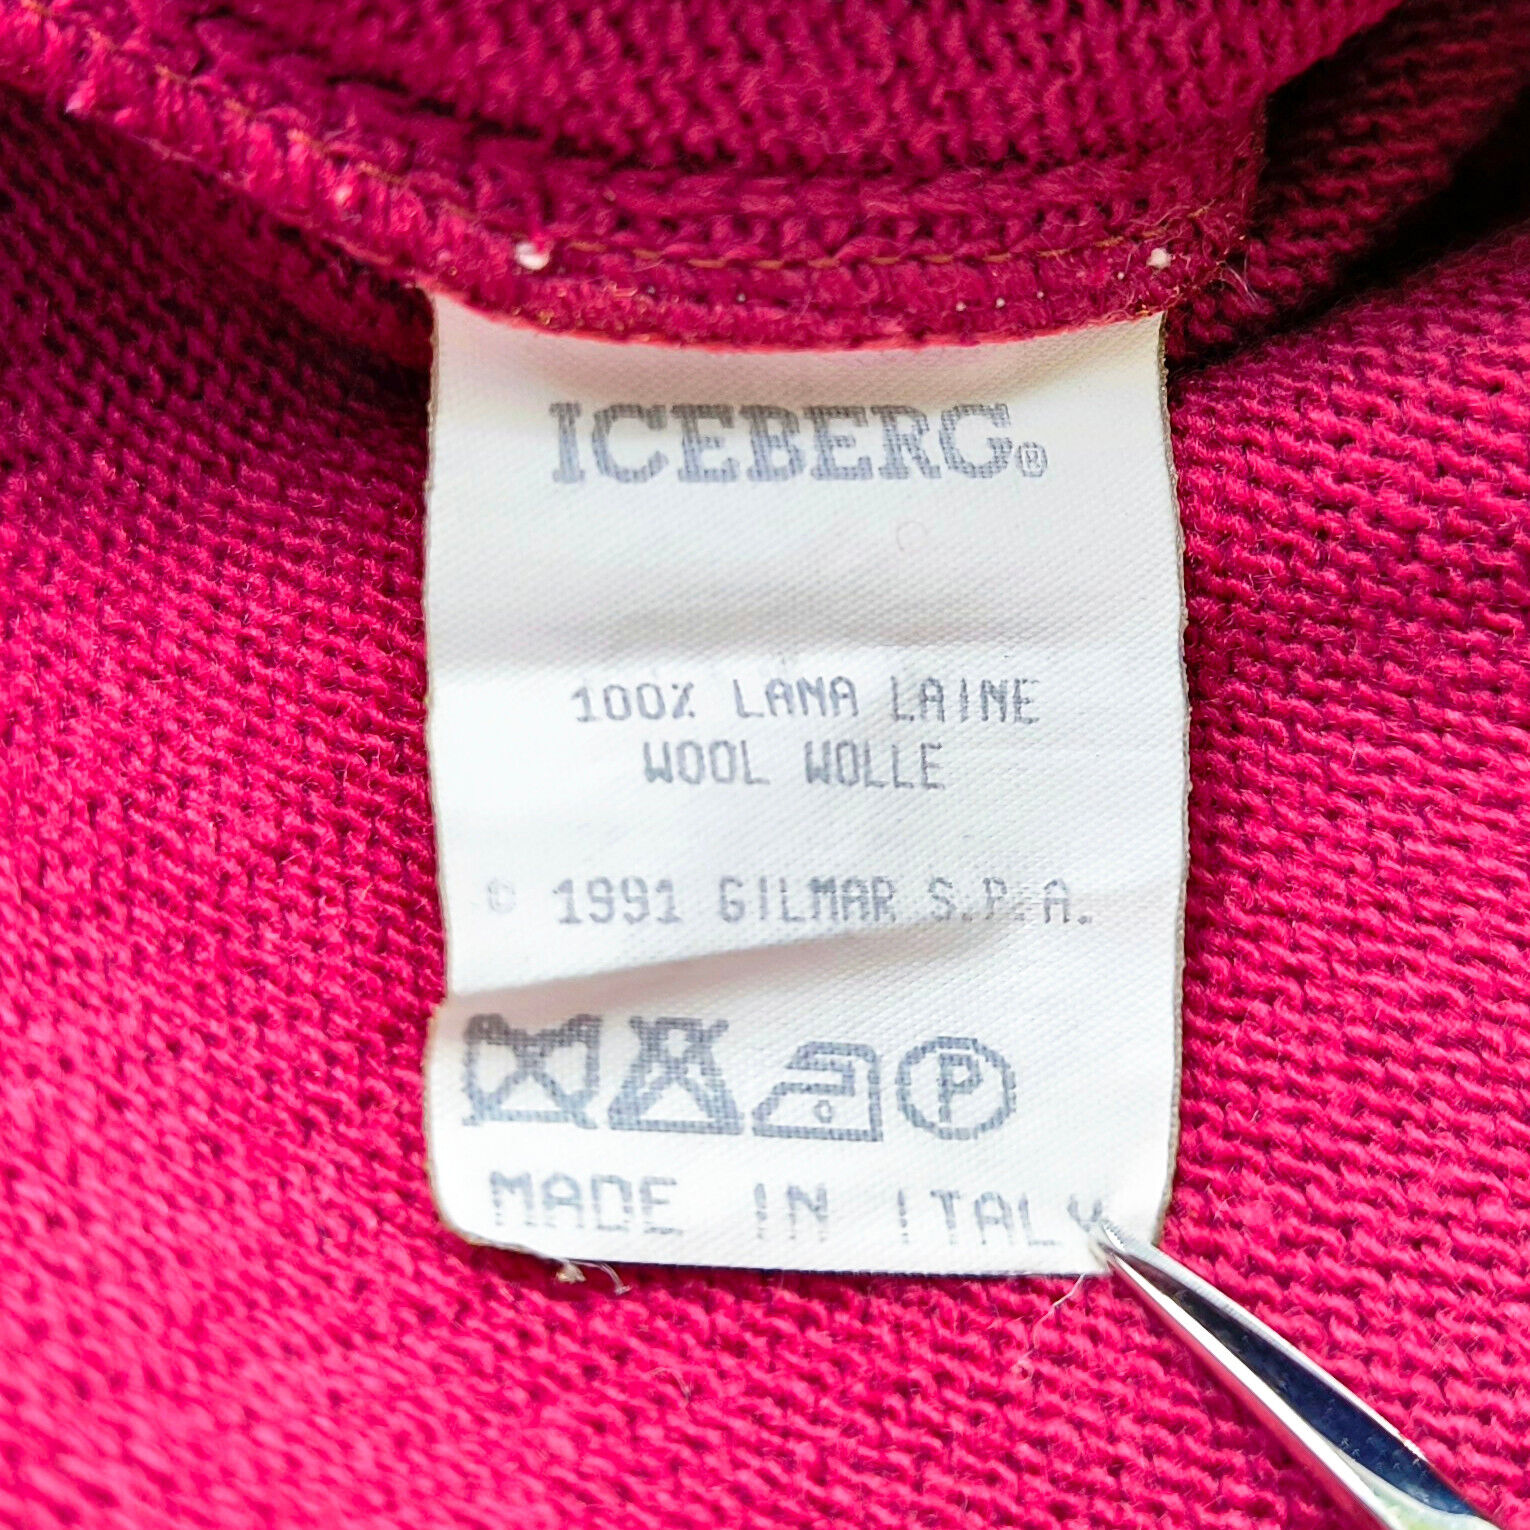 ICEBERG®
100% LANA LAINE
WOOL WOLLE
© 1991 GILMAR S.P.A.
P
MADE IN ITALY